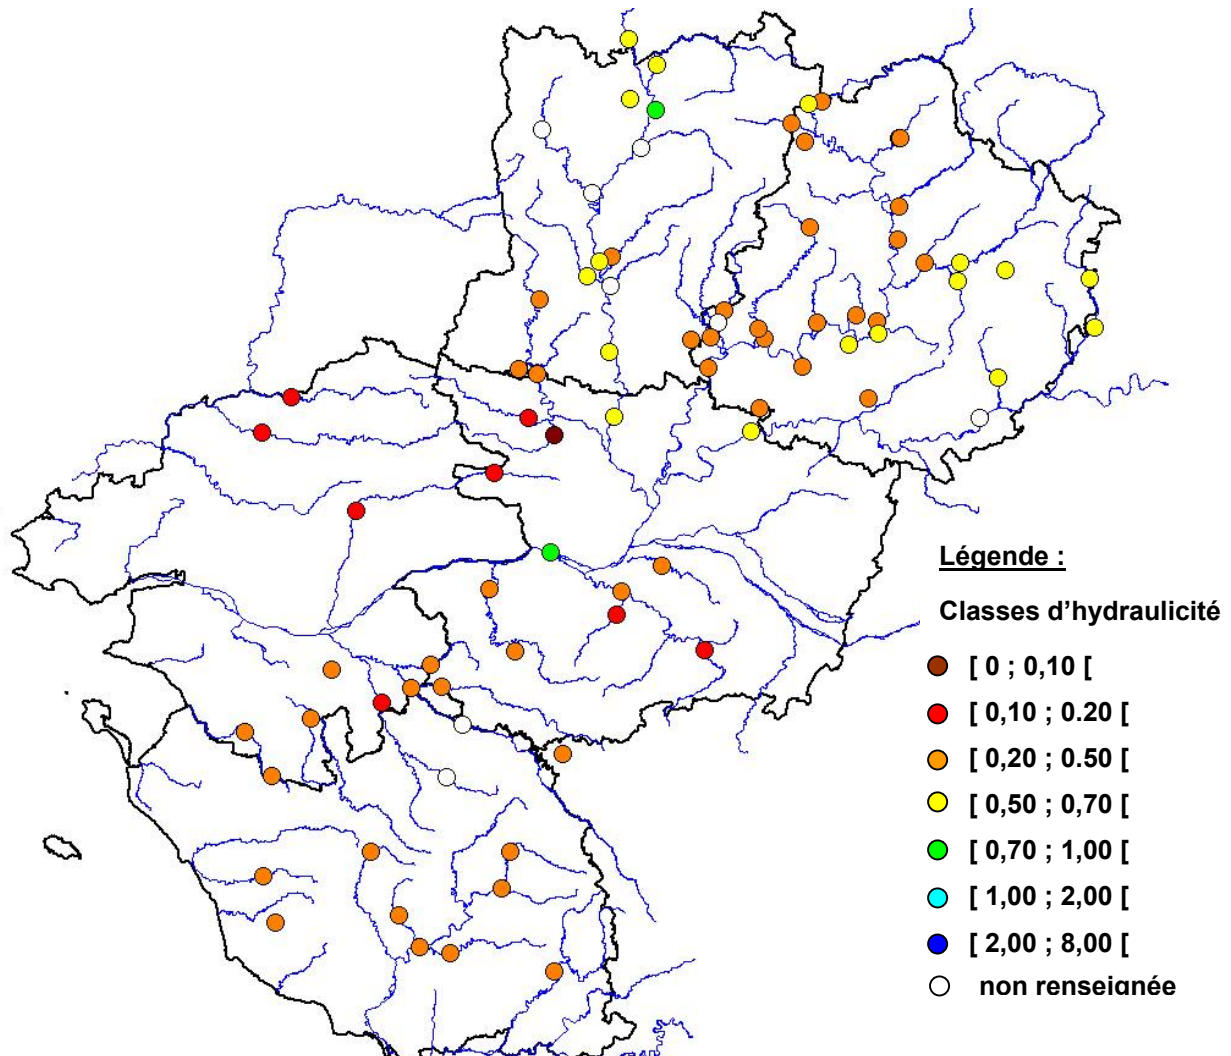 Légende :
Classes d’hydraulicité
[ 0 ; 0,10 [
[ 0,10 ; 0.20 [
[ 0,20 ; 0.50 [
[ 0,50 ; 0,70 [
[ 0,70 ; 1,00 [
[ 1,00 ; 2,00 [
[ 2,00 ; 8,00 [
non renseignée